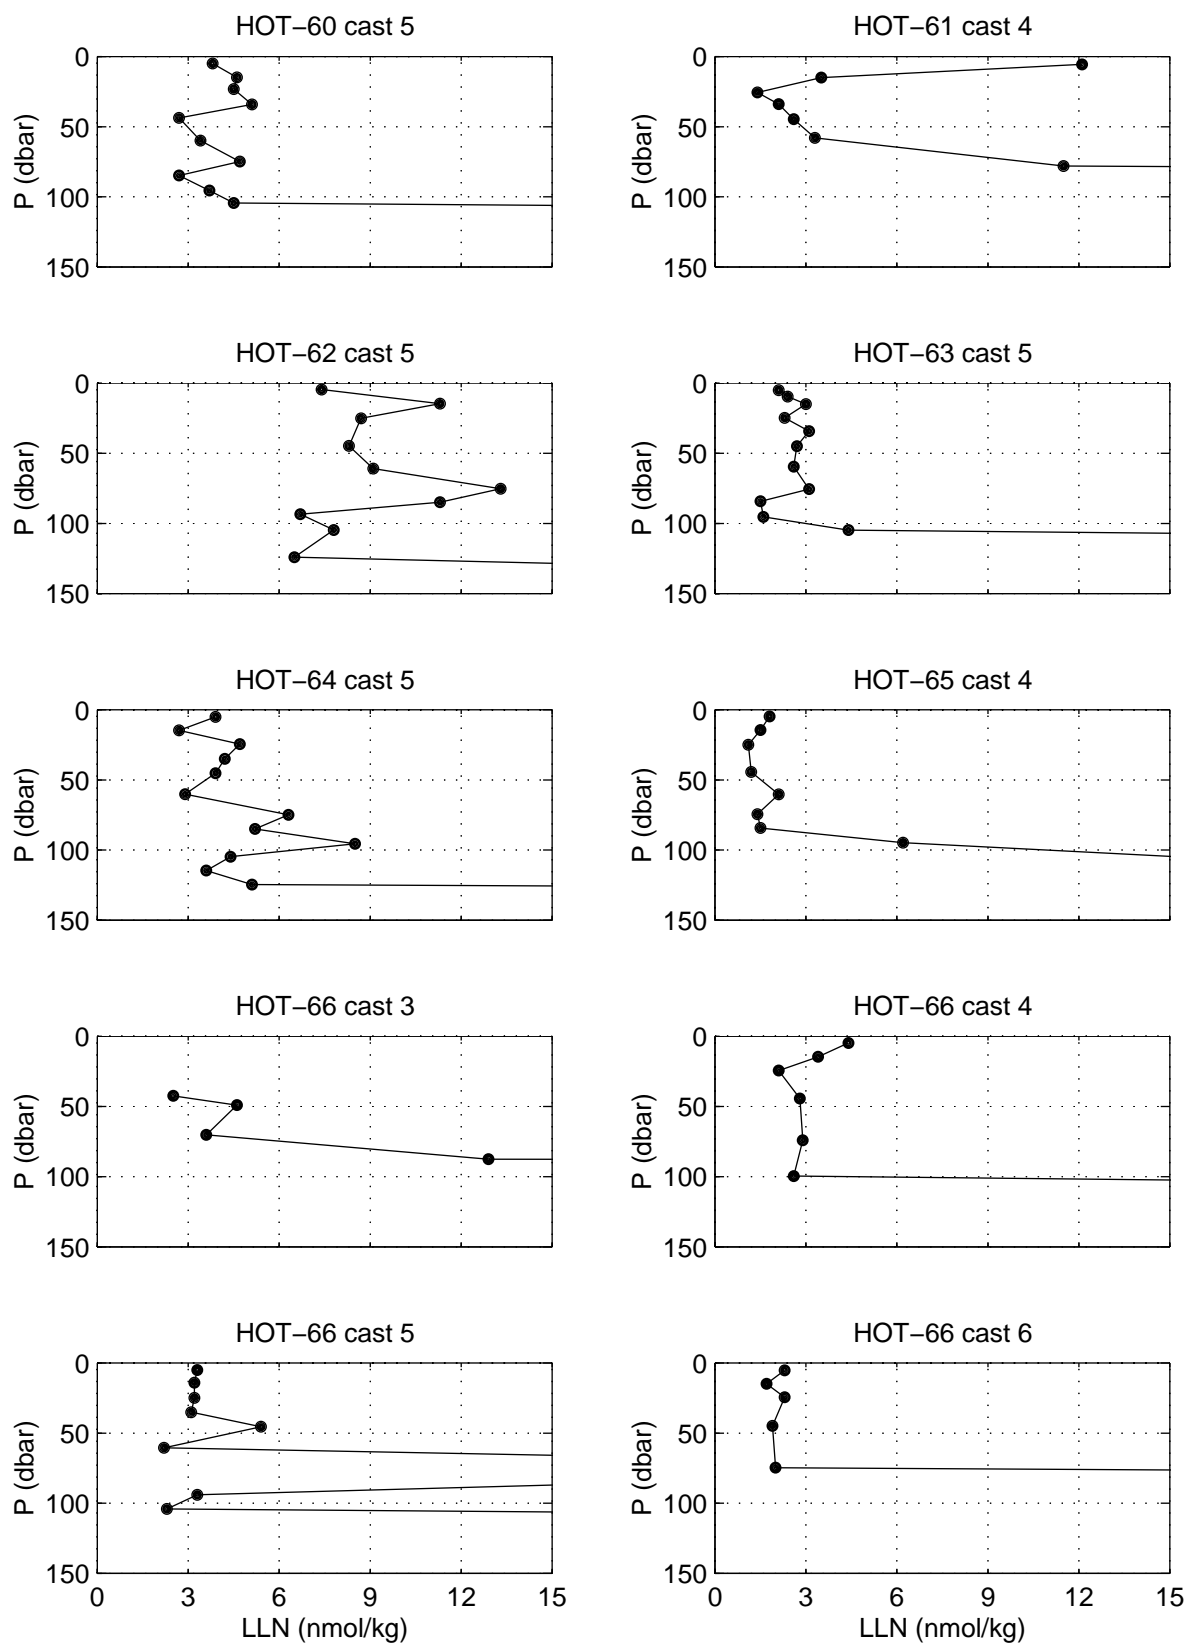 HOT−60 cast 5
HOT−61 cast 4
0
50
100
150
P (dbar)
0
50
100
150
P (dbar)
HOT−62 cast 5
HOT−63 cast 5
0
50
100
150
P (dbar)
0
50
100
150
P (dbar)
HOT−64 cast 5
HOT−65 cast 4
0
50
100
150
P (dbar)
0
50
100
150
P (dbar)
HOT−66 cast 3
HOT−66 cast 4
0
50
100
150
P (dbar)
0
50
100
150
P (dbar)
HOT−66 cast 5
HOT−66 cast 6
0
50
100
150
P (dbar)
0 3 6 9 12 15
LLN (nmol/kg)
0
50
100
150
P (dbar)
0 3 6 9 12 15
LLN (nmol/kg)